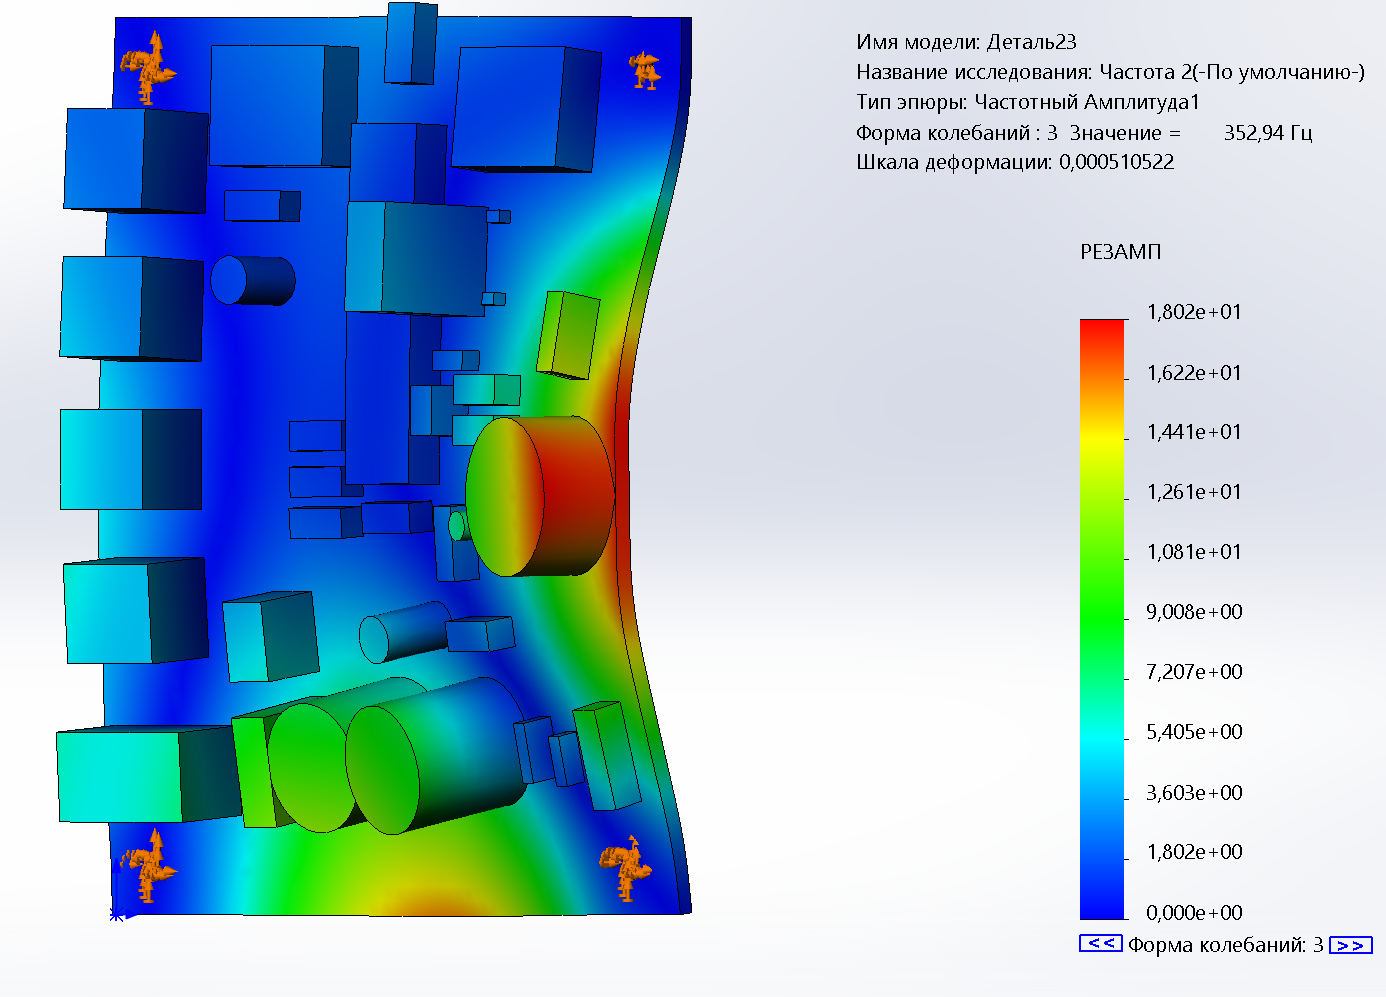 Имя модели: Деталь23
Название исследования: Частота 2(-По умолчанию-)
Тип эпюры: Частотный Амплитуда1
Форма колебаний : 3 Значение = 352,94 Гц
Шкала деформации: 0,000510522
РЕЗАМП
1,802e+01
1,622e+01
1,441e+01
1,261e+01
1,081e+01
9,008e+00
7,207e+00
5,405e+00
3,603e+00
1,802e+00
0,000e+00
<< Форма колебаний: 3 >>